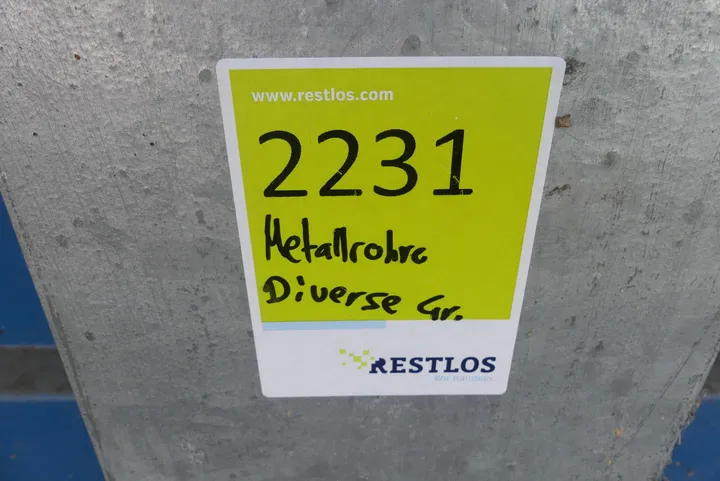 www.restlos.com
2231
Metallrohre
Diverse Gr.
RESTLOS